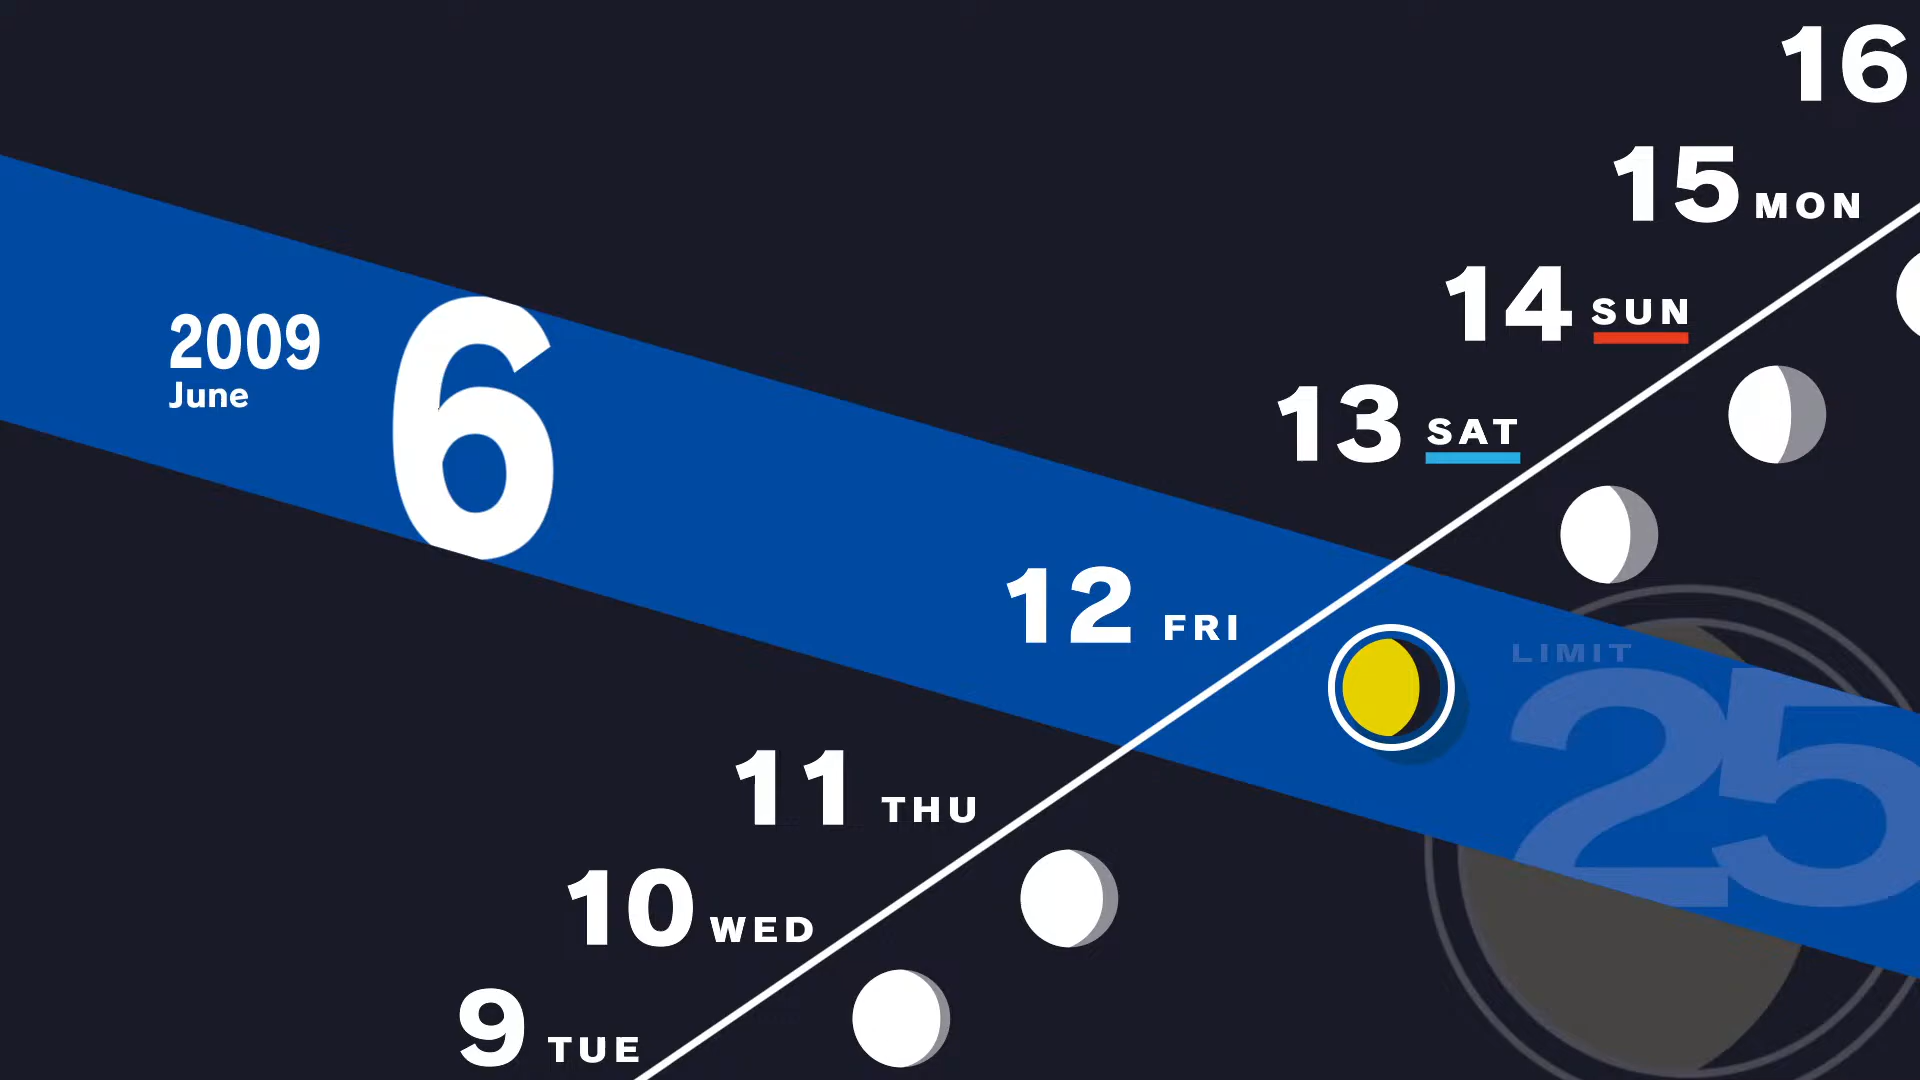 16
15 MON
14 SUN
2009
June
6
13 SAT
12 FRI
LIMIT
25
11 THU
10 WED
9 TUE